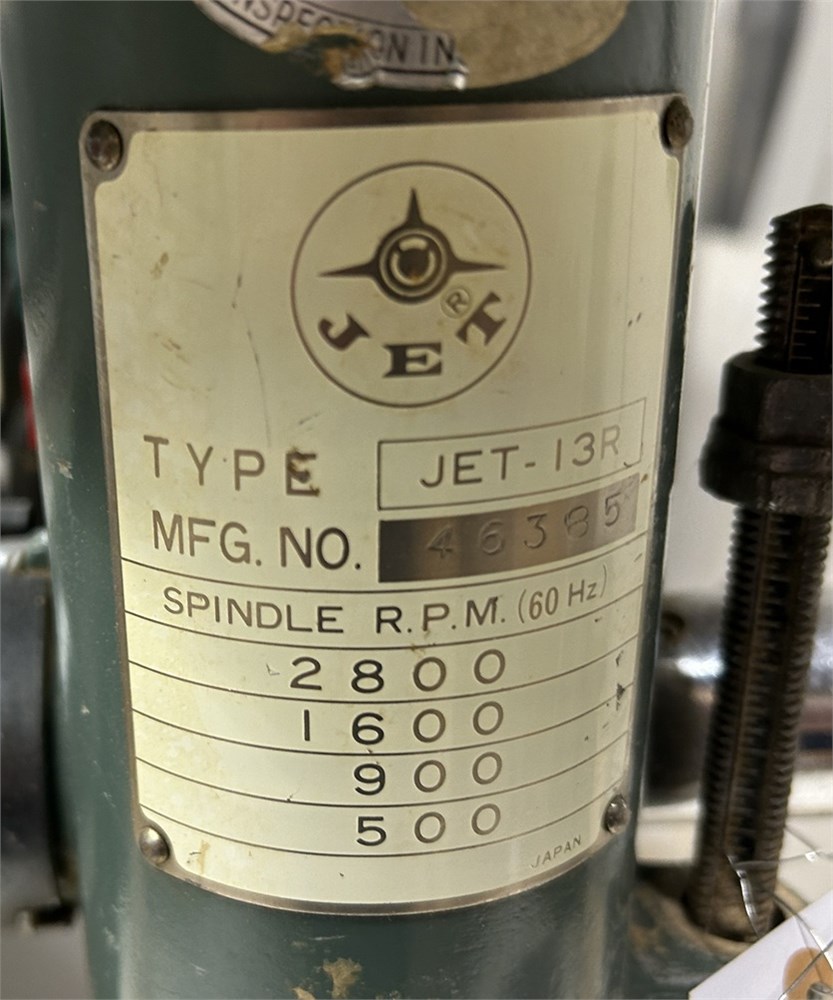 INSPECTION IN
JET®
TYPE JET-13R
MFG. NO. 46385
SPINDLE R.P.M. (60 Hz)
2800
1600
900
500
JAPAN